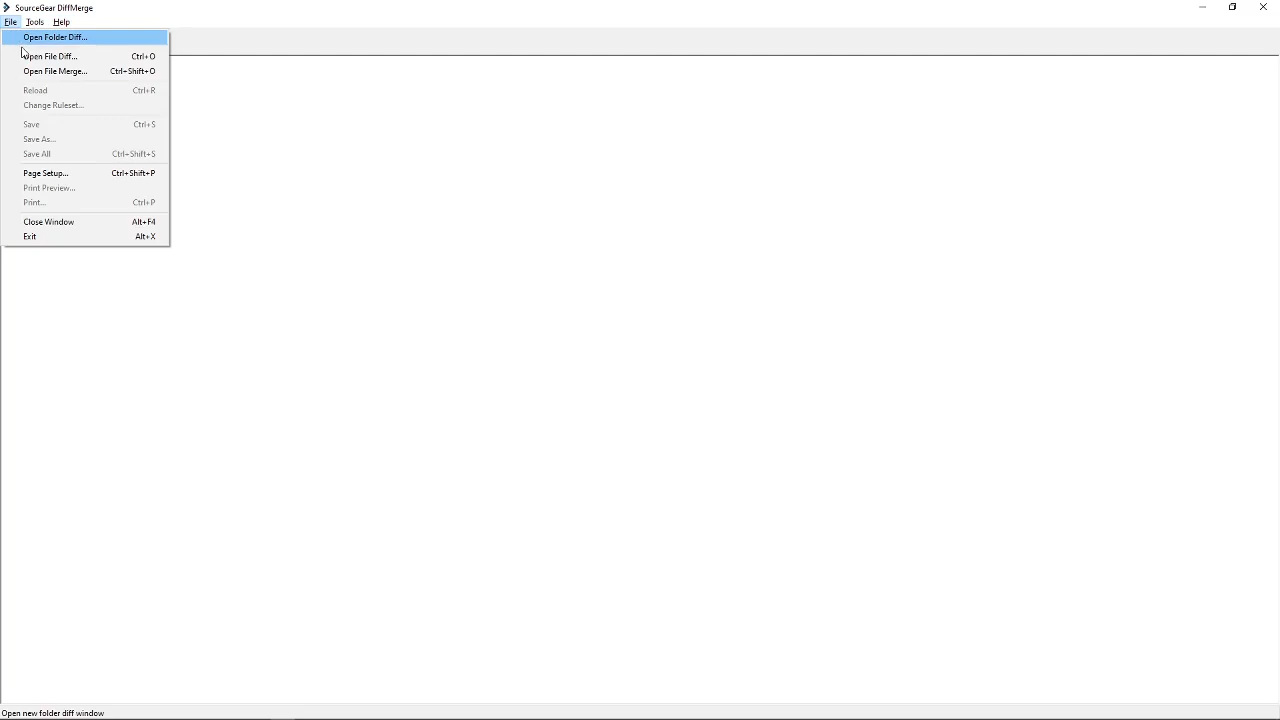 SourceGear DiffMerge
File Tools Help
Open Folder Diff...
Open File Diff... Ctrl+O
Open File Merge... Ctrl+Shift+O
Reload Ctrl+R
Change Ruleset...
Save Ctrl+S
Save As...
Save All Ctrl+Shift+S
Page Setup... Ctrl+Shift+P
Print Preview...
Print... Ctrl+P
Close Window Alt+F4
Exit Alt+X
Open new folder diff window